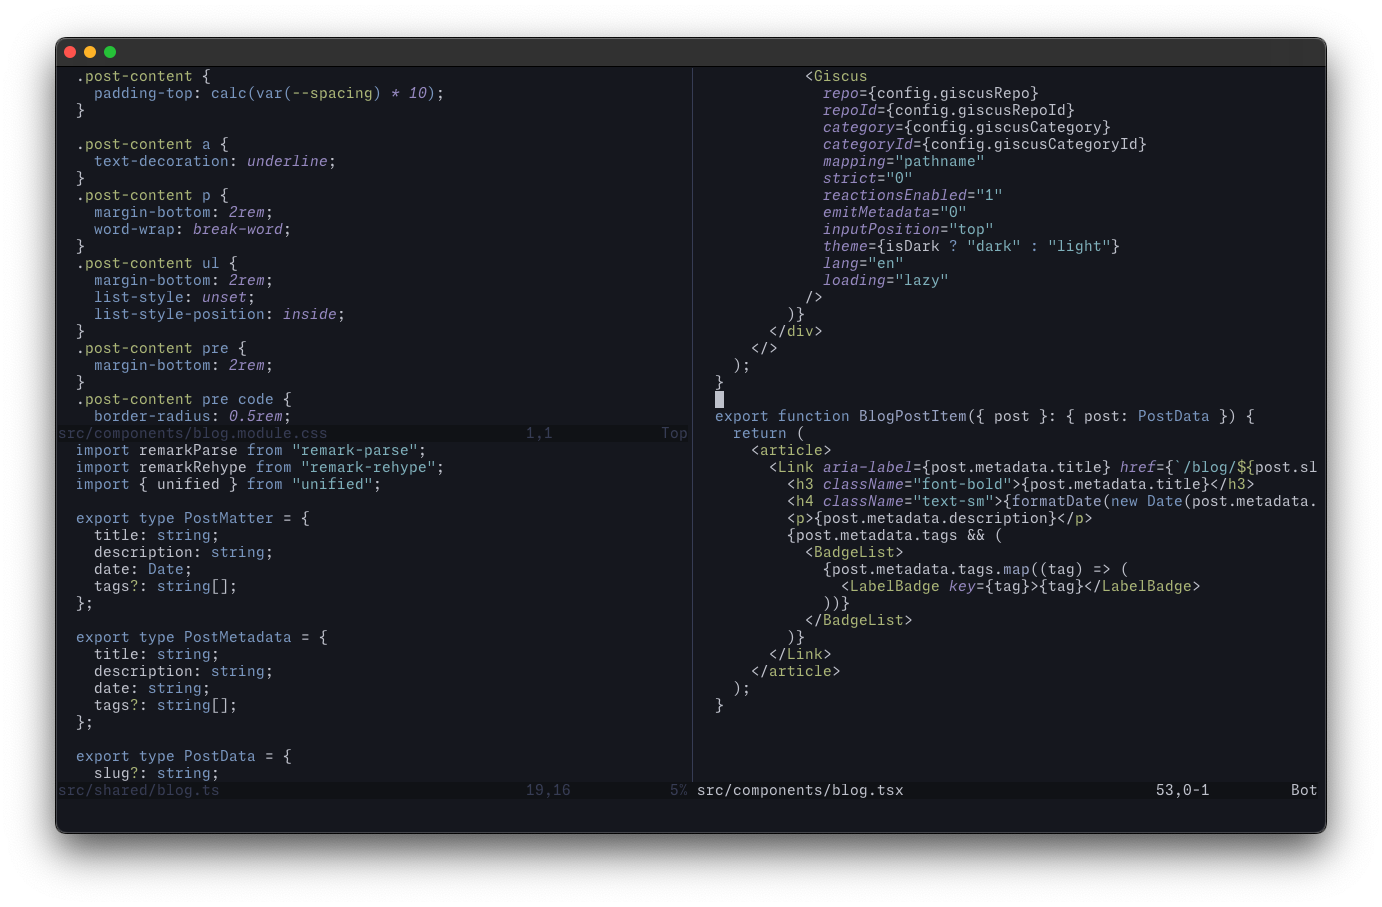 .post-content {
  padding-top: calc(var(--spacing) * 10);
}

.post-content a {
  text-decoration: underline;
}
.post-content p {
  margin-bottom: 2rem;
  word-wrap: break-word;
}
.post-content ul {
  margin-bottom: 2rem;
  list-style: unset;
  list-style-position: inside;
}
.post-content pre {
  margin-bottom: 2rem;
}
.post-content pre code {
  border-radius: 0.5rem;
src/components/blog.module.css 1,1 Top
import remarkParse from "remark-parse";
import remarkRehype from "remark-rehype";
import { unified } from "unified";

export type PostMatter = {
  title: string;
  description: string;
  date: Date;
  tags?: string[];
};

export type PostMetadata = {
  title: string;
  description: string;
  date: string;
  tags?: string[];
};

export type PostData = {
  slug?: string;
src/shared/blog.ts 19,16 5%
          <Giscus
            repo={config.giscusRepo}
            repoId={config.giscusRepoId}
            category={config.giscusCategory}
            categoryId={config.giscusCategoryId}
            mapping="pathname"
            strict="0"
            reactionsEnabled="1"
            emitMetadata="0"
            inputPosition="top"
            theme={isDark ? "dark" : "light"}
            lang="en"
            loading="lazy"
          />
        )}
      </div>
    </>
  );
}

export function BlogPostItem({ post }: { post: PostData }) {
  return (
    <article>
      <Link aria-label={post.metadata.title} href={`/blog/${post.sl
        <h3 className="font-bold">{post.metadata.title}</h3>
        <h4 className="text-sm">{formatDate(new Date(post.metadata.
        <p>{post.metadata.description}</p>
        {post.metadata.tags && (
          <BadgeList>
            {post.metadata.tags.map((tag) => (
              <LabelBadge key={tag}>{tag}</LabelBadge>
            ))}
          </BadgeList>
        )}
      </Link>
    </article>
  );
}
src/components/blog.tsx 53,0-1 Bot